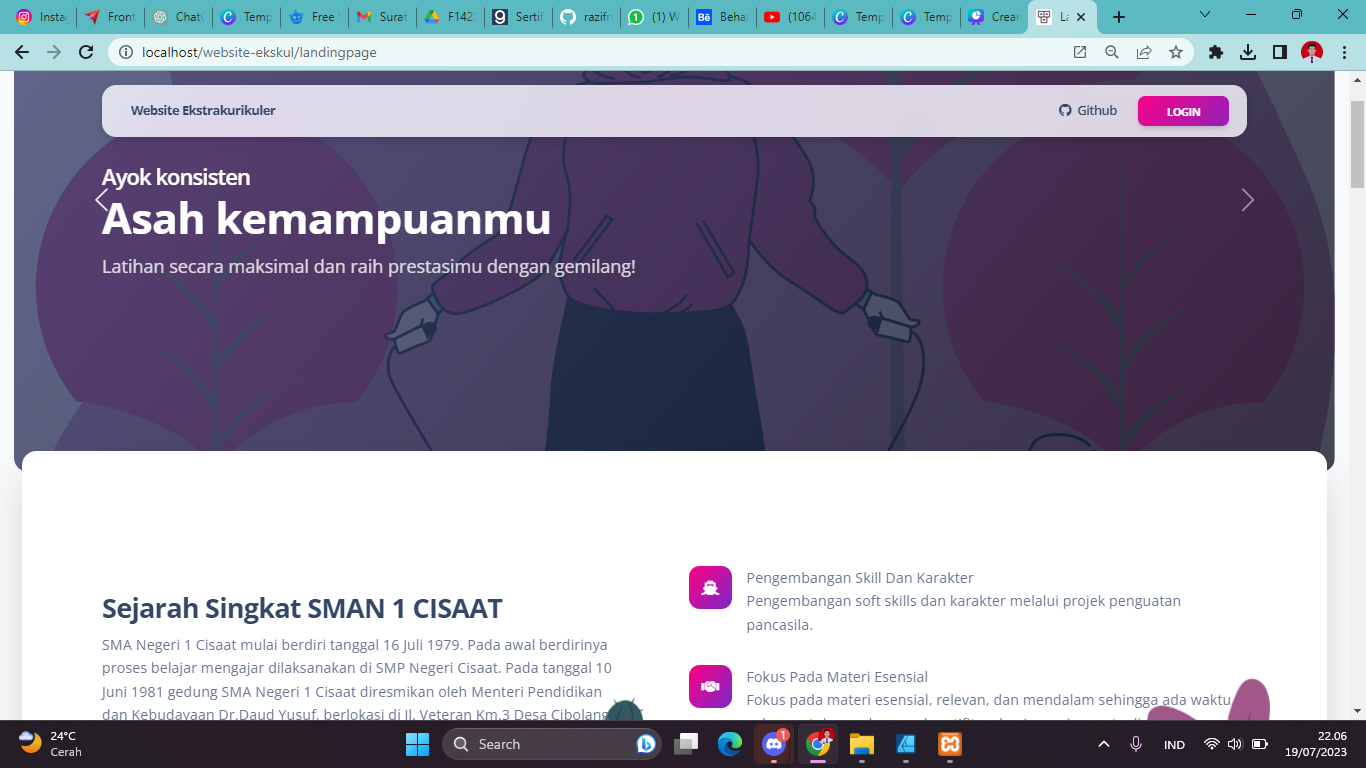 Insta
Front
ChatG
Temp
Free
Surat
F142
Sertif
razifn
(1) W
Beha
(1064
Temp
Temp
Crear
La
localhost/website-ekskul/landingpage
Website Ekstrakurikuler
Github
LOGIN
Ayok konsisten
Asah kemampuanmu
Latihan secara maksimal dan raih prestasimu dengan gemilang!
Sejarah Singkat SMAN 1 CISAAT
SMA Negeri 1 Cisaat mulai berdiri tanggal 16 Juli 1979. Pada awal berdirinya
proses belajar mengajar dilaksanakan di SMP Negeri Cisaat. Pada tanggal 10
Juni 1981 gedung SMA Negeri 1 Cisaat diresmikan oleh Menteri Pendidikan
dan Kebudayaan Dr.Daud Yusuf, berlokasi di Jl. Veteran Km.3 Desa Cibolang
Pengembangan Skill Dan Karakter
Pengembangan soft skills dan karakter melalui projek penguatan
pancasila.
Fokus Pada Materi Esensial
Fokus pada materi esensial, relevan, dan mendalam sehingga ada waktu
24°C
Cerah
Search
1
IND
22.06
19/07/2023